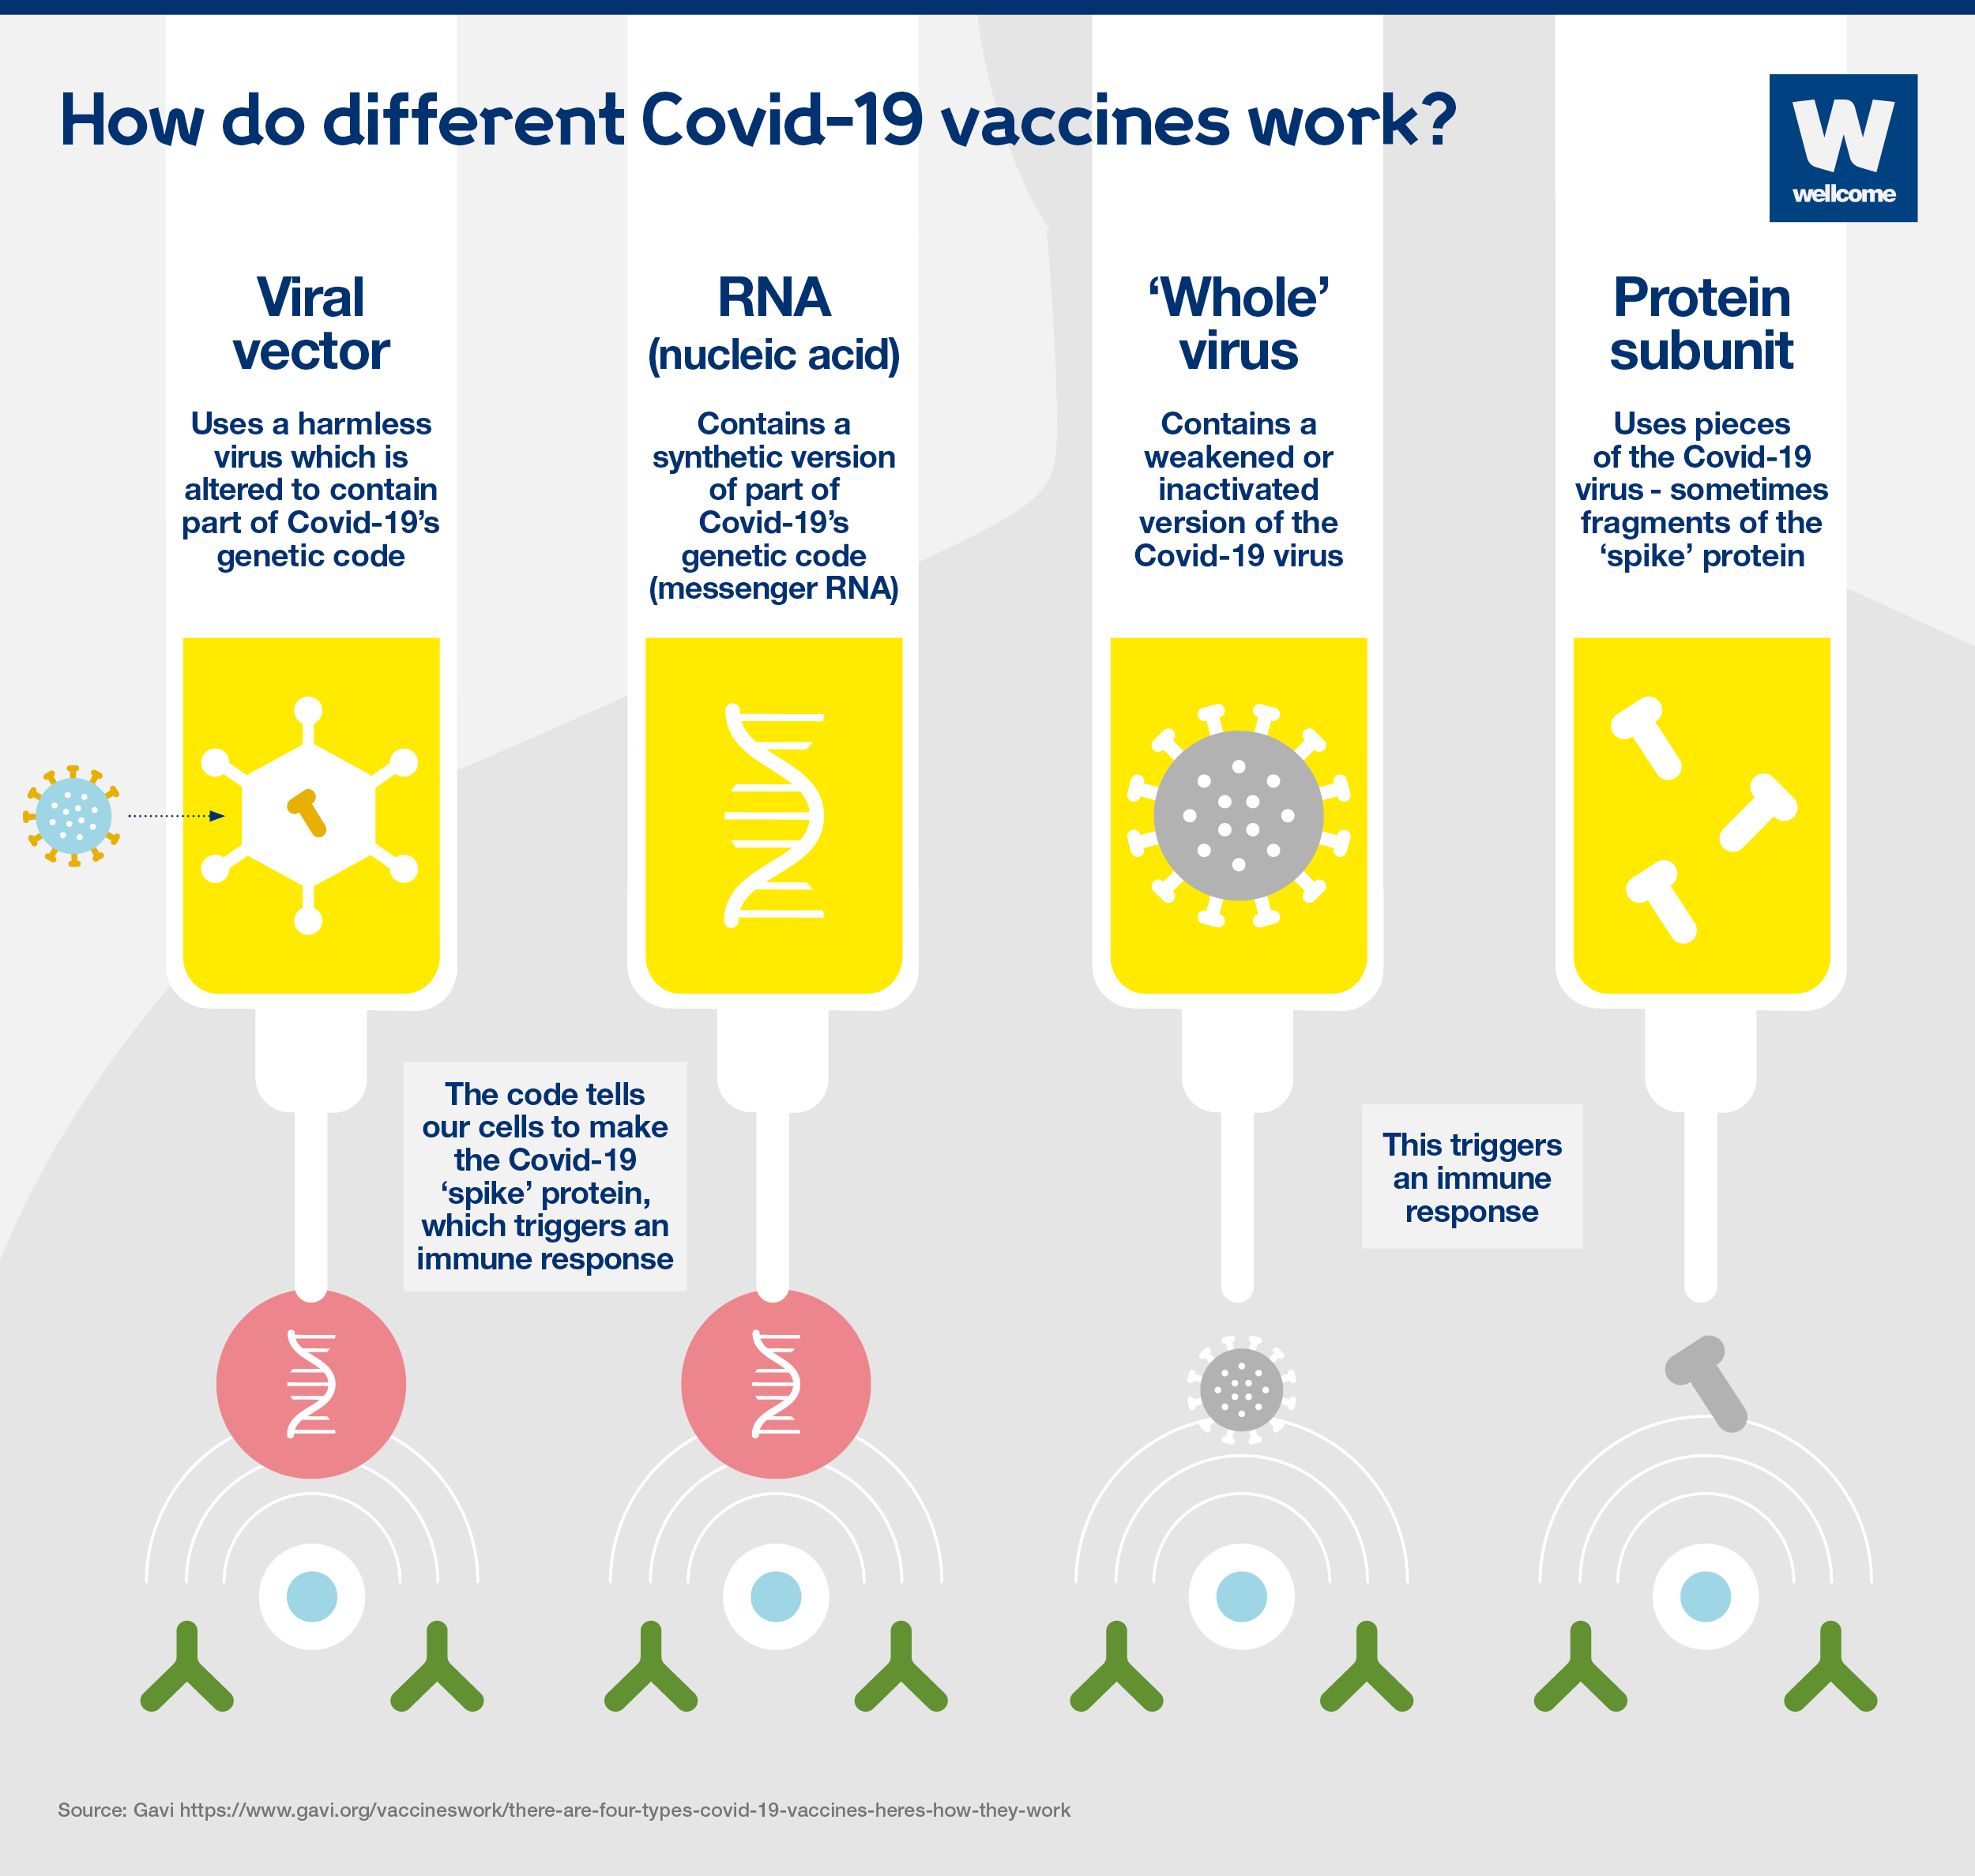 How do different Covid-19 vaccines work?
W
wellcome
Viral
vector
Uses a harmless
virus which is
altered to contain
part of Covid-19’s
genetic code
RNA
(nucleic acid)
Contains a
synthetic version
of part of
Covid-19’s
genetic code
(messenger RNA)
‘Whole’
virus
Contains a
weakened or
inactivated
version of the
Covid-19 virus
Protein
subunit
Uses pieces
of the Covid-19
virus - sometimes
fragments of the
‘spike’ protein
The code tells
our cells to make
the Covid-19
‘spike’ protein,
which triggers an
immune response
This triggers
an immune
response
Source: Gavi https://www.gavi.org/vaccineswork/there-are-four-types-covid-19-vaccines-heres-how-they-work